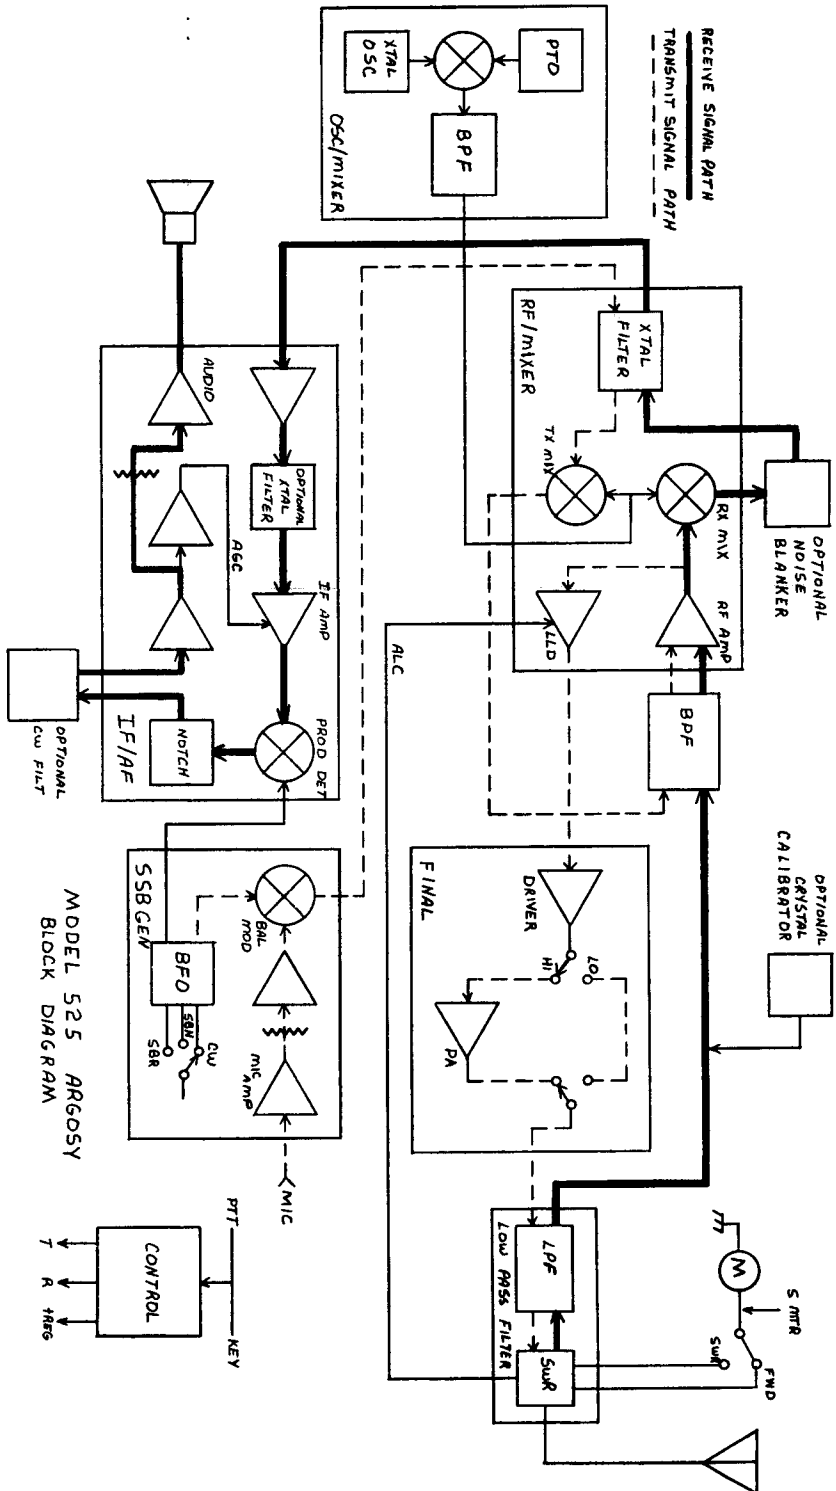 RECEIVE SIGNAL PATH
TRANSMIT SIGNAL PATH
PTO
XTAL
OSC
BPF
OSC/MIXER
XTAL
FILTER
RF/MIXER
TX MIX
RX MIX
OPTIONAL
NOISE
BLANKER
RF AMP
LLD
ALC
BPF
OPTIONAL
CRYSTAL
CALIBRATOR
FINAL
DRIVER
LO
HI
PA
LPF
SWR
LOW PASS FILTER
M
S MTR
SWR
FWD
AUDIO
OPTIONAL
XTAL
FILTER
AGC
IF AMP
PROD DET
NOTCH
IF/AF
OPTIONAL
CW FILT
SSB GEN
BAL
MOD
BFO
CW
SBN
SBR
MIC
AMP
MIC
PTT
KEY
CONTROL
T
R
+REG
MODEL 525 ARGOSY
BLOCK DIAGRAM